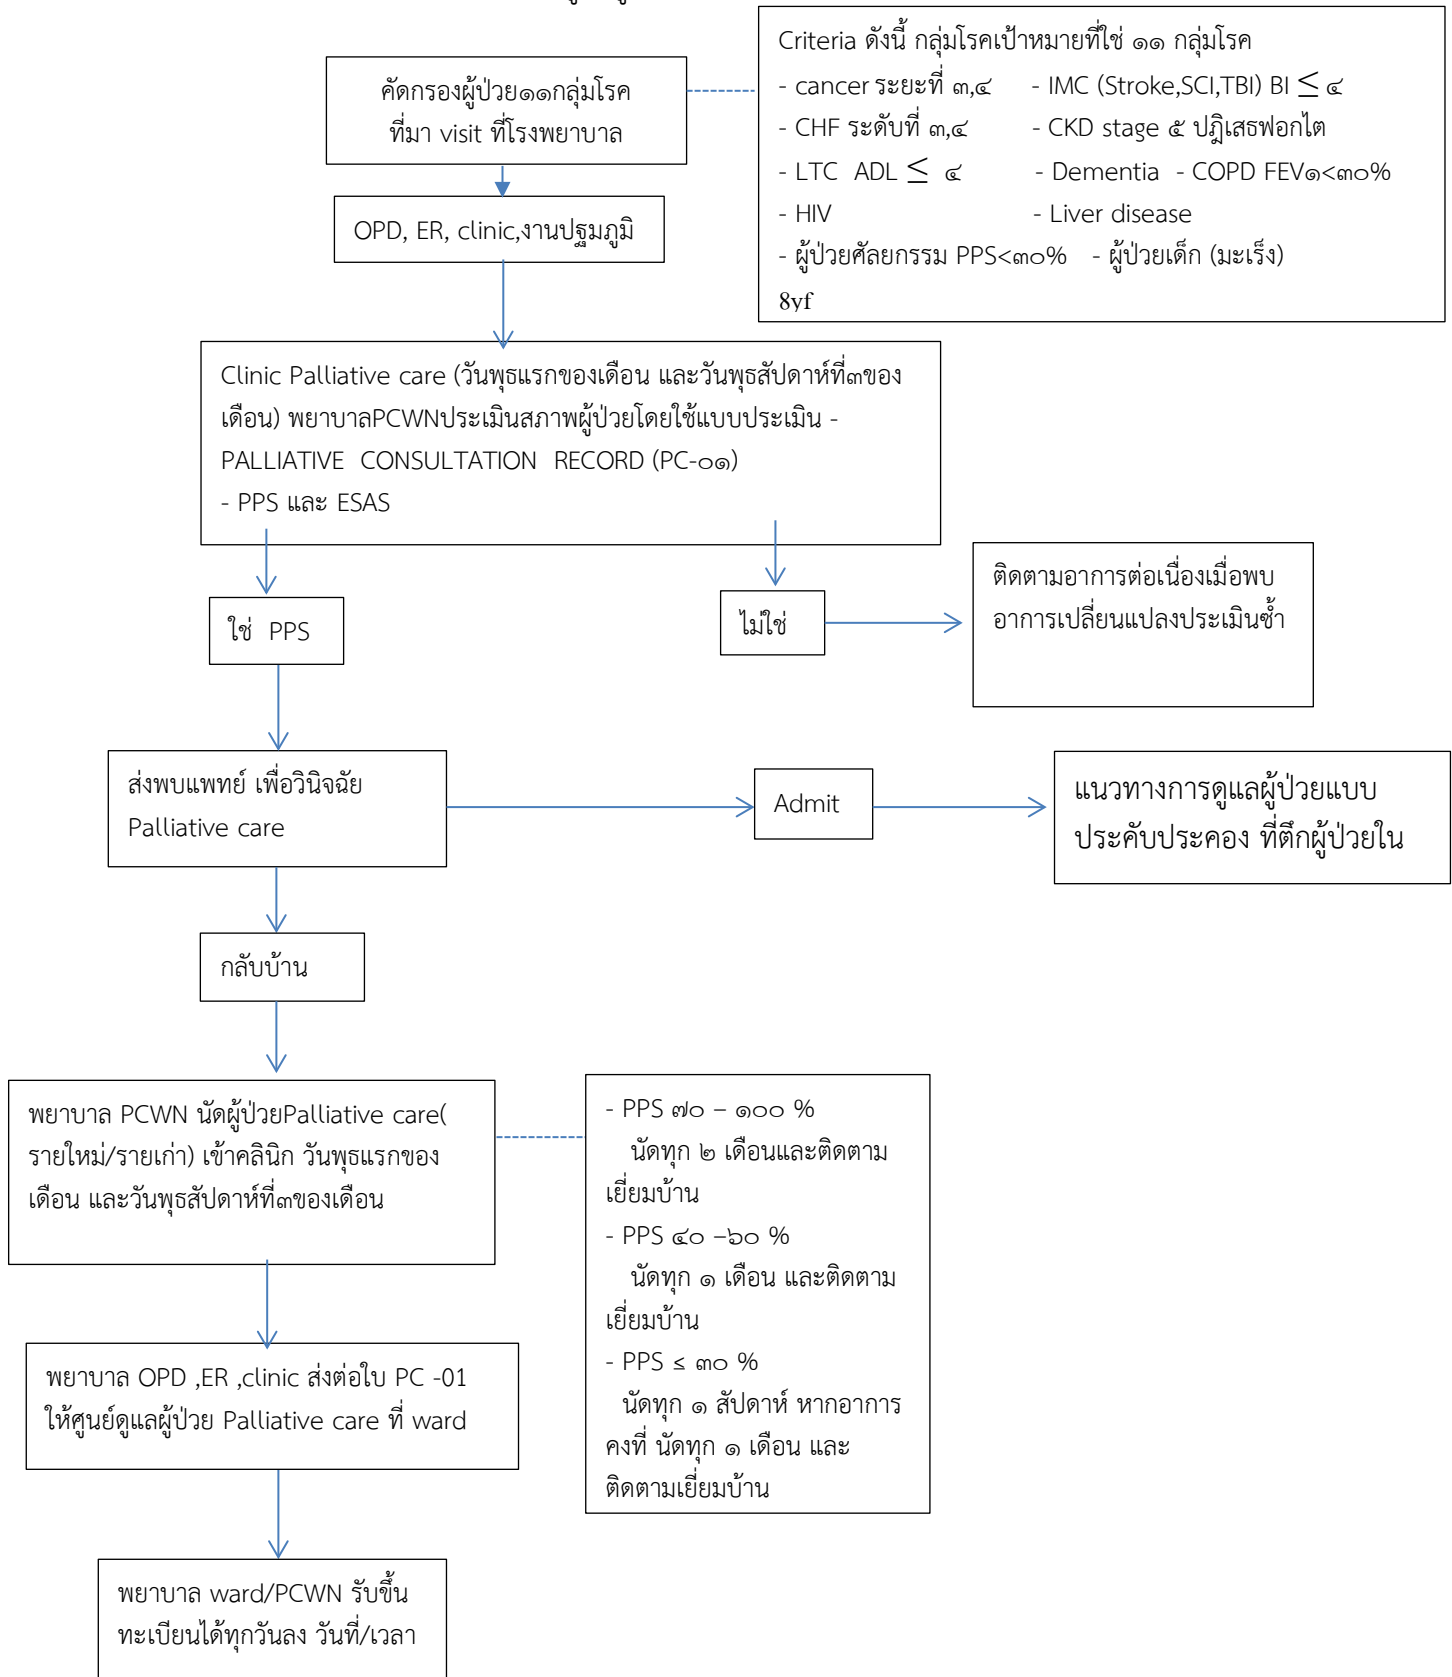 คัดกรองผู้ป่วย๑๑กลุ่มโรค
ที่มา visit ที่โรงพยาบาล
Criteria ดังนี้ กลุ่มโรคเป้าหมายที่ใช่ ๑๑ กลุ่มโรค
- cancer ระยะที่ ๓,๔ - IMC (Stroke,SCI,TBI) BI ≤ ๔
- CHF ระดับที่ ๓,๔ - CKD stage ๕ ปฎิเสธฟอกไต
- LTC ADL ≤ ๔ - Dementia - COPD FEV๑<๓๐%
- HIV - Liver disease
- ผู้ป่วยศัลยกรรม PPS<๓๐% - ผู้ป่วยเด็ก (มะเร็ง)
8yf
OPD, ER, clinic,งานปฐมภูมิ
Clinic Palliative care (วันพุธแรกของเดือน และวันพุธสัปดาห์ที่๓ของ
เดือน) พยาบาลPCWNประเมินสภาพผู้ป่วยโดยใช้แบบประเมิน -
PALLIATIVE CONSULTATION RECORD (PC-๐๑)
- PPS และ ESAS
ใช่ PPS
ไม่ใช่
ติดตามอาการต่อเนื่องเมื่อพบ
อาการเปลี่ยนแปลงประเมินซ้ำ
ส่งพบแพทย์ เพื่อวินิจฉัย
Palliative care
Admit
แนวทางการดูแลผู้ป่วยแบบ
ประคับประคอง ที่ตึกผู้ป่วยใน
กลับบ้าน
พยาบาล PCWN นัดผู้ป่วยPalliative care(
รายใหม่/รายเก่า) เข้าคลินิก วันพุธแรกของ
เดือน และวันพุธสัปดาห์ที่๓ของเดือน
- PPS ๗๐ – ๑๐๐ %
นัดทุก ๒ เดือนและติดตาม
เยี่ยมบ้าน
- PPS ๔๐ –๖๐ %
นัดทุก ๑ เดือน และติดตาม
เยี่ยมบ้าน
- PPS ≤ ๓๐ %
นัดทุก ๑ สัปดาห์ หากอาการ
คงที่ นัดทุก ๑ เดือน และ
ติดตามเยี่ยมบ้าน
พยาบาล OPD ,ER ,clinic ส่งต่อใบ PC -01
ให้ศูนย์ดูแลผู้ป่วย Palliative care ที่ ward
พยาบาล ward/PCWN รับขึ้น
ทะเบียนได้ทุกวันลง วันที่/เวลา